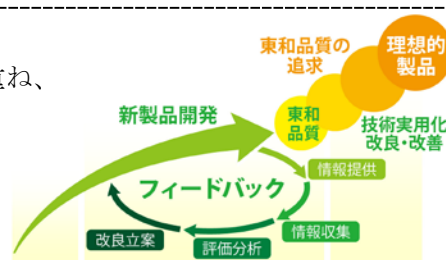 重ね、
東和品質の
追求
理想的
製品
新製品開発
東和
品質
技術実用化
改良・改善
情報提供
フィードバック
情報収集
評価分析
改良立案